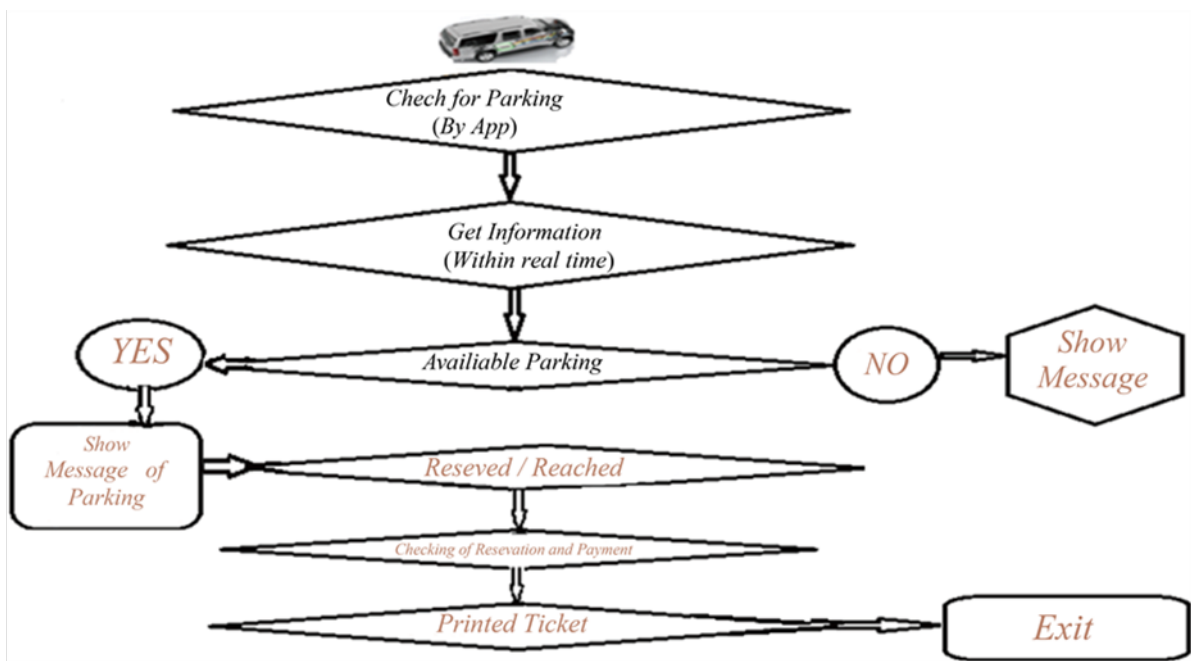 Chech for Parking
(By App)
Get Information
(Within real time)
YES
Availiable Parking
NO
Show
Message
Show
Message of
Parking
Reseved / Reached
Checking of Resevation and Payment
Printed Ticket
Exit